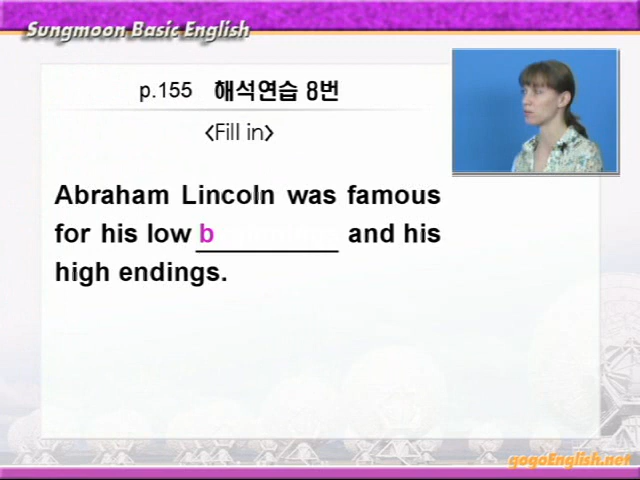 Sungmoon Basic English
p.155 해석연습 8번
<Fill in>
Abraham Lincoln was famous
for his low b________ and his
high endings.
gogoEnglish.net